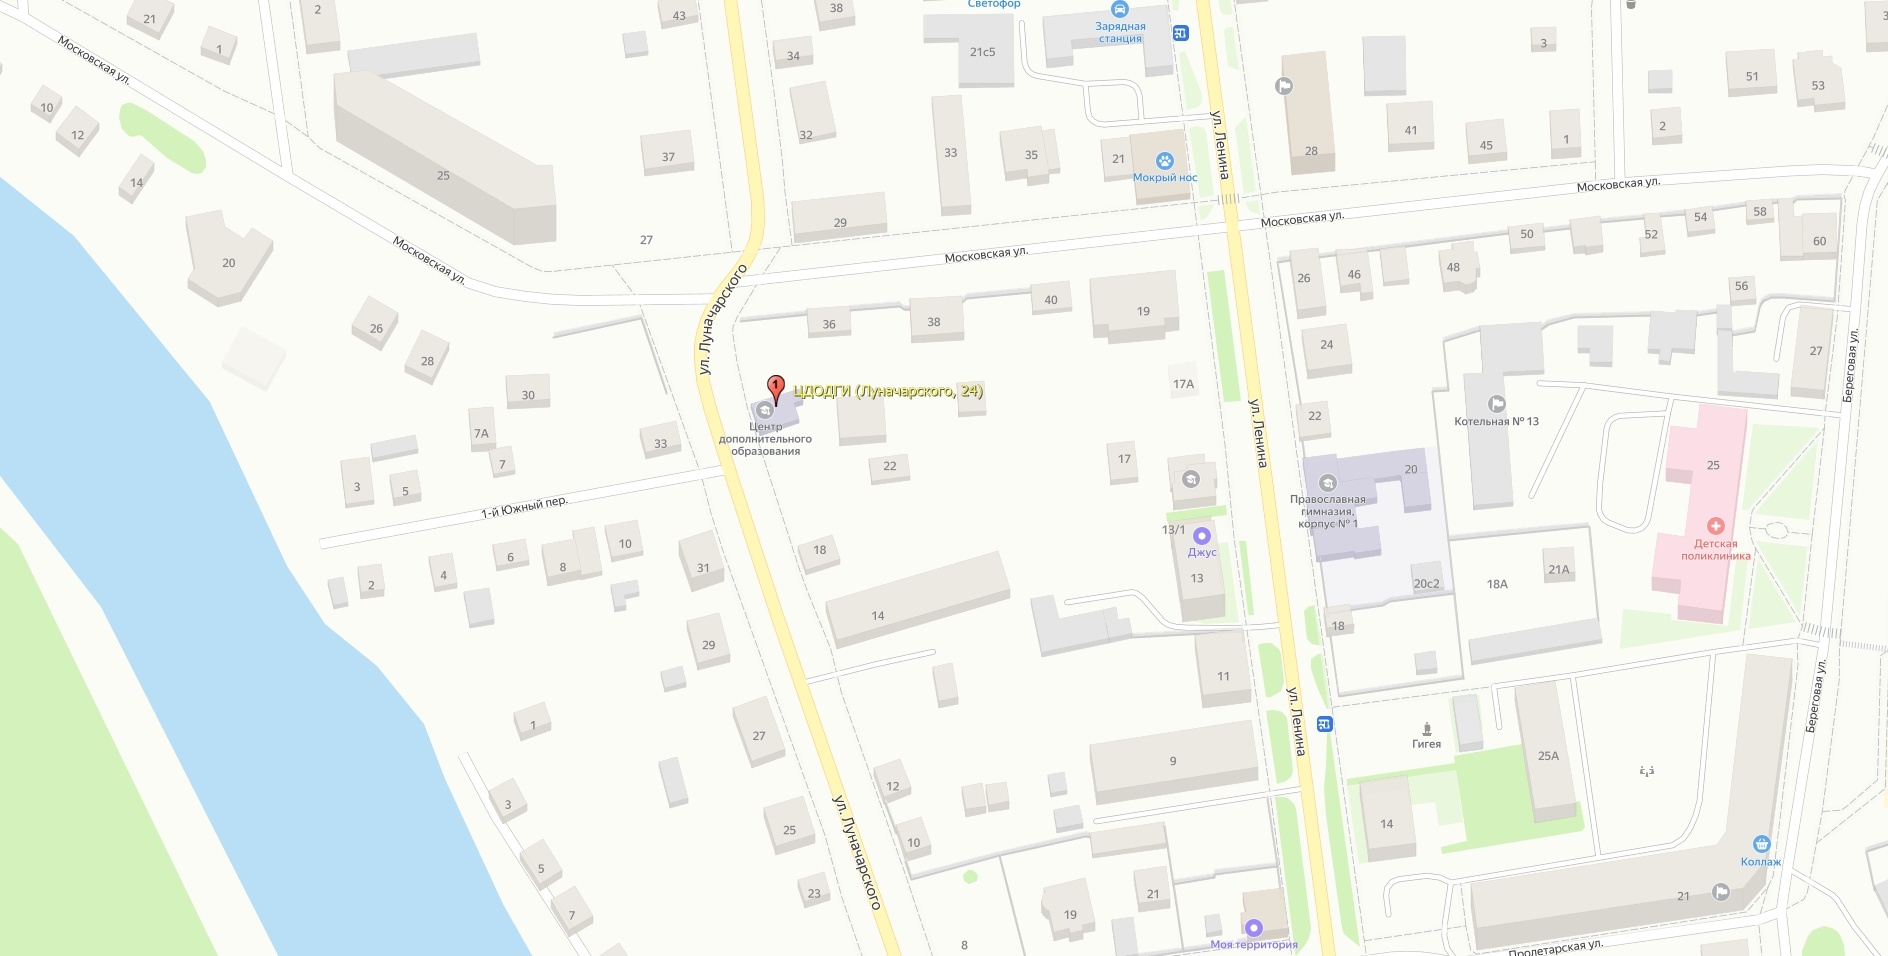 21
2
43
38
Светофор
Зарядная
станция
3
1
Московская ул.
34
21с5
51
53
10
12
32
37
33
35
21
41
45
1
2
28
ул. Ленина
14
25
Мокрый нос
Московская ул.
29
27
Московская ул.
Московская ул.
Московская ул.
20
50
52
54
58
60
26
46
48
56
ул. Луначарского
26
28
36
38
40
19
24
27
Береговая ул.
30
1
ЦДОДГИ (Луначарского, 24)
17А
22
Котельная № 13
7А
33
Центр
дополнительного
образования
ул. Ленина
7
3
5
22
17
20
25
Православная
гимназия,
корпус № 1
1-й Южный пер.
13/1
Джус
Детская
поликлиника
6
10
8
4
2
31
18
13
20с2
18А
21А
14
18
29
11
ул. Ленина
Береговая ул.
1
27
9
Гигея
25А
3
12
ул. Луначарского
25
10
14
5
23
Коллаж
7
19
21
21
8
Моя территория
Пролетарская ул.